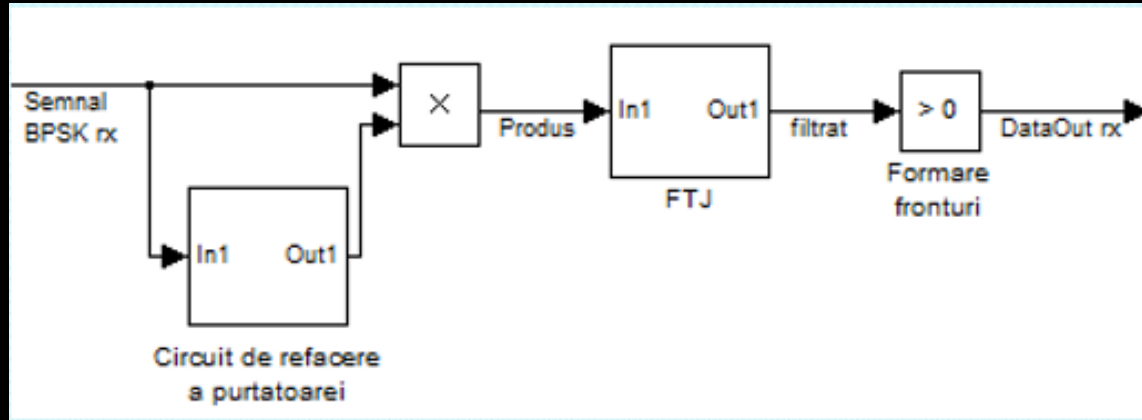 Semnal
BPSK rx
×
Produs
In1 Out1
FTJ
filtrat
> 0
Formare
fronturi
DataOut rx
In1 Out1
Circuit de refacere
a purtatoarei